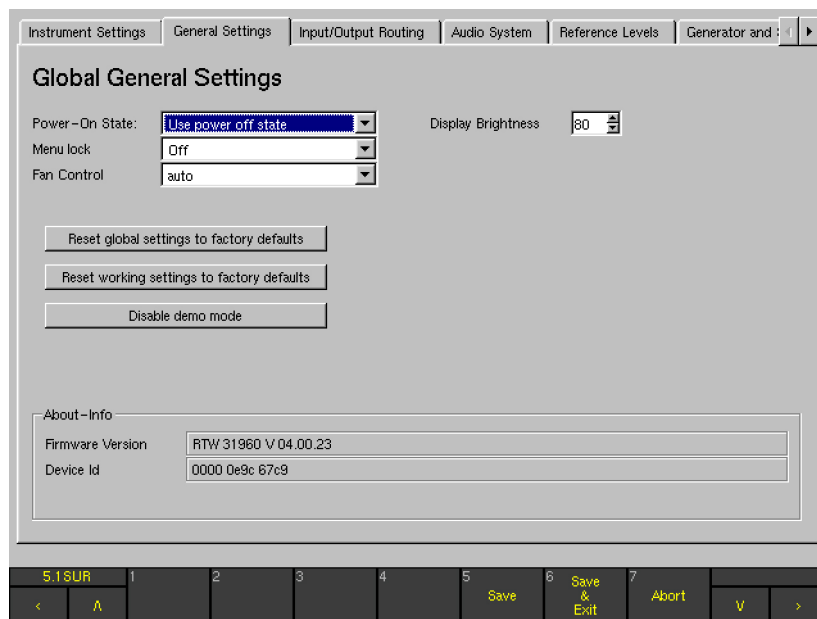 Instrument Settings General Settings Input/Output Routing Audio System Reference Levels Generator and
Global General Settings
Power-On State: Use power off state Display Brightness 80
Menu lock Off
Fan Control auto
Reset global settings to factory defaults
Reset working settings to factory defaults
Disable demo mode
About-Info
Firmware Version RTW 31960 V 04.00.23
Device Id 0000 0e9c 67c9
5.1SUR 1 2 3 4 5 Save 6 Save & Exit 7 Abort
< Λ V >